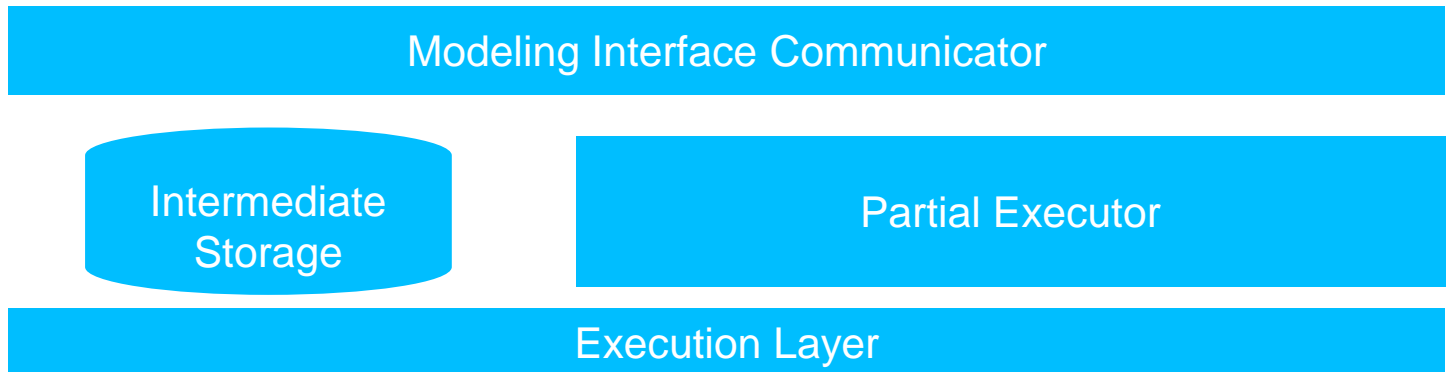 Modeling Interface Communicator
Intermediate
Storage
Partial Executor
Execution Layer